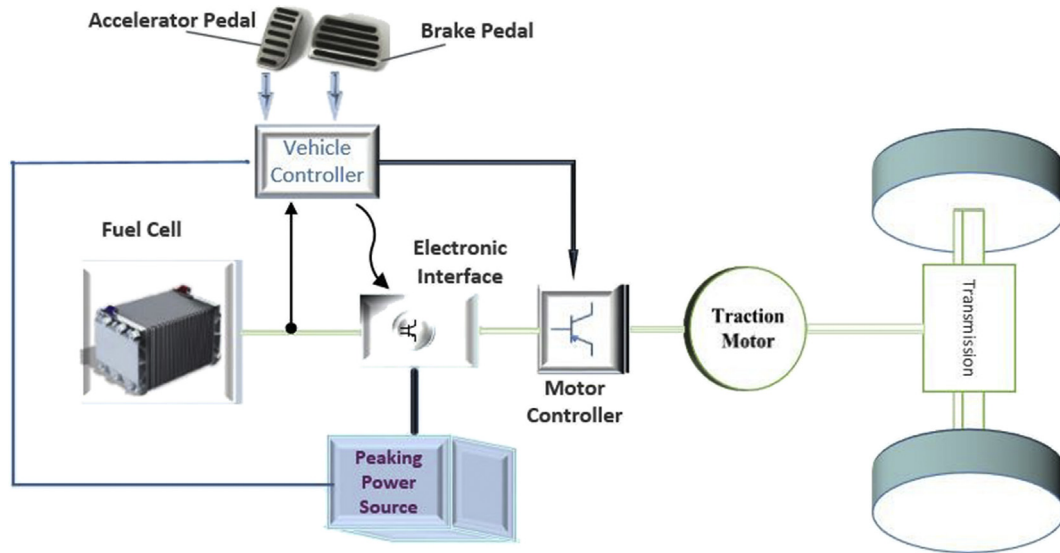 Accelerator Pedal
Brake Pedal
Vehicle
Controller
Fuel Cell
Electronic
Interface
Traction
Motor
Transmission
Motor
Controller
Peaking
Power
Source